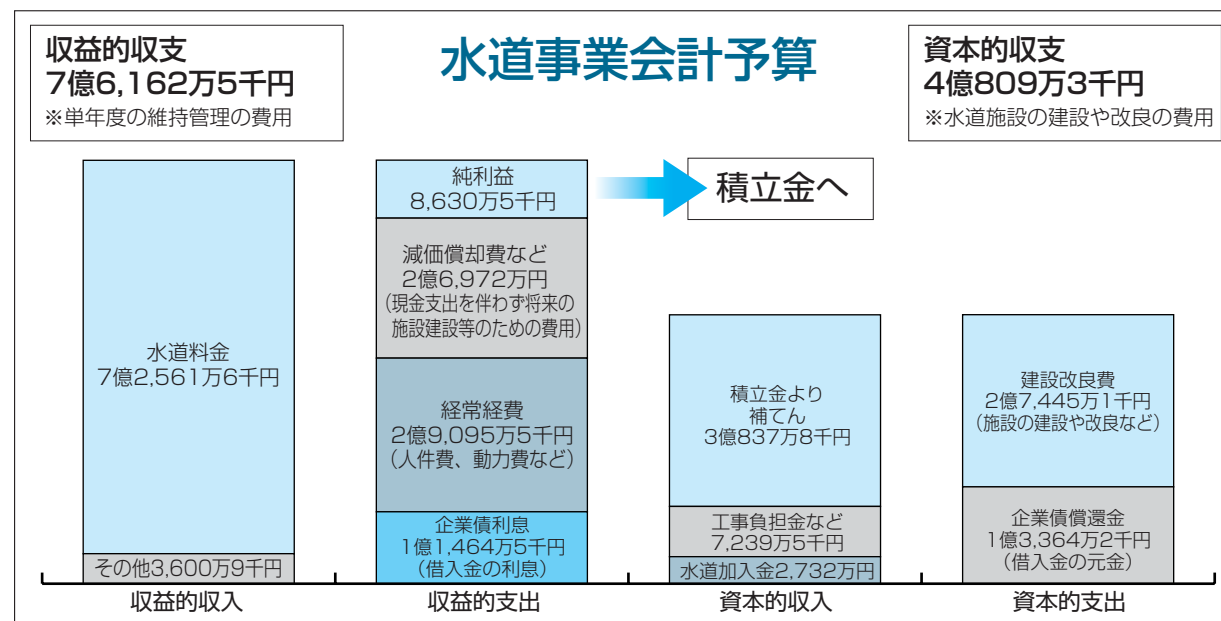 収益的収支
7億6,162万5千円
※単年度の維持管理の費用
水道事業会計予算
資本的収支
4億809万3千円
※水道施設の建設や改良の費用
水道料金
7億2,561万6千円
その他3,600万9千円
収益的収入
純利益
8,630万5千円
積立金へ
減価償却費など
2億6,972万円
(現金支出を伴わず将来の
施設建設等のための費用)
経常経費
2億9,095万5千円
(人件費、動力費など)
企業債利息
1億1,464万5千円
(借入金の利息)
収益的支出
積立金より
補てん
3億837万8千円
工事負担金など
7,239万5千円
水道加入金2,732万円
資本的収入
建設改良費
2億7,445万1千円
(施設の建設や改良など)
企業債償還金
1億3,364万2千円
(借入金の元金)
資本的支出